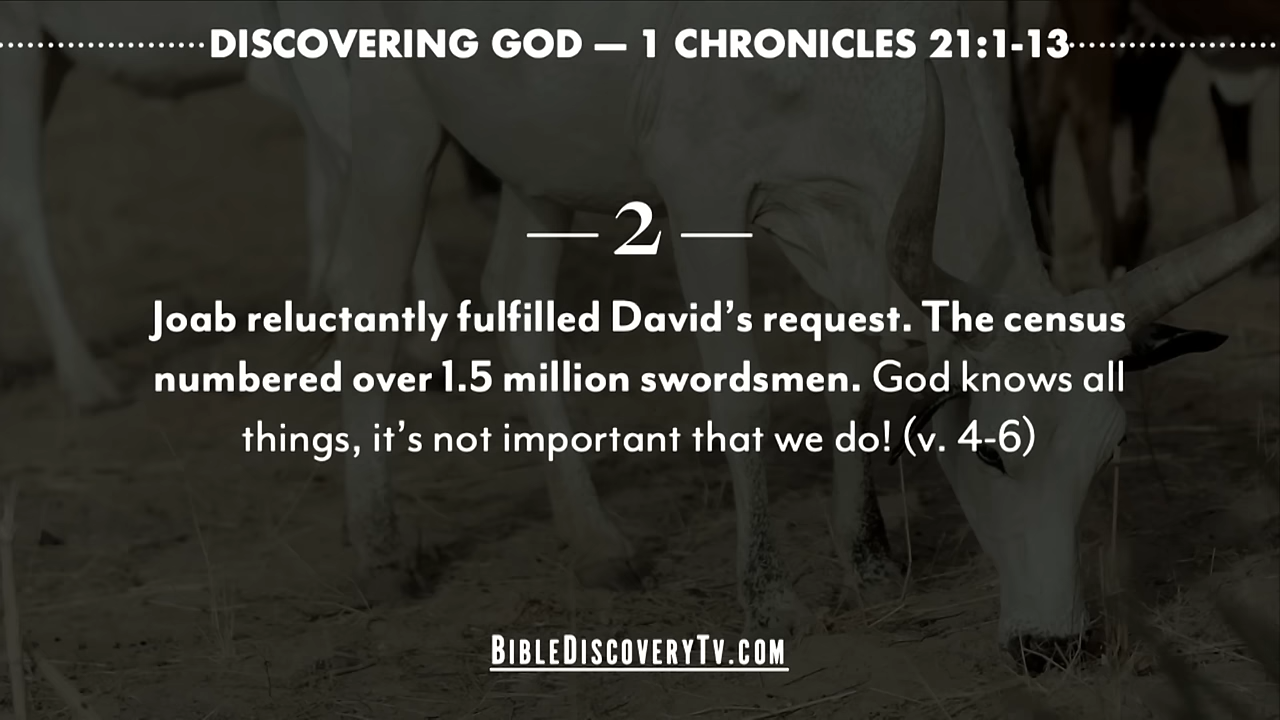 DISCOVERING GOD — 1 CHRONICLES 21:1-13
— 2 —
Joab reluctantly fulfilled David’s request. The census
numbered over 1.5 million swordsmen. God knows all
things, it’s not important that we do! (v. 4-6)
BIBLEDISCOVERYTV.COM